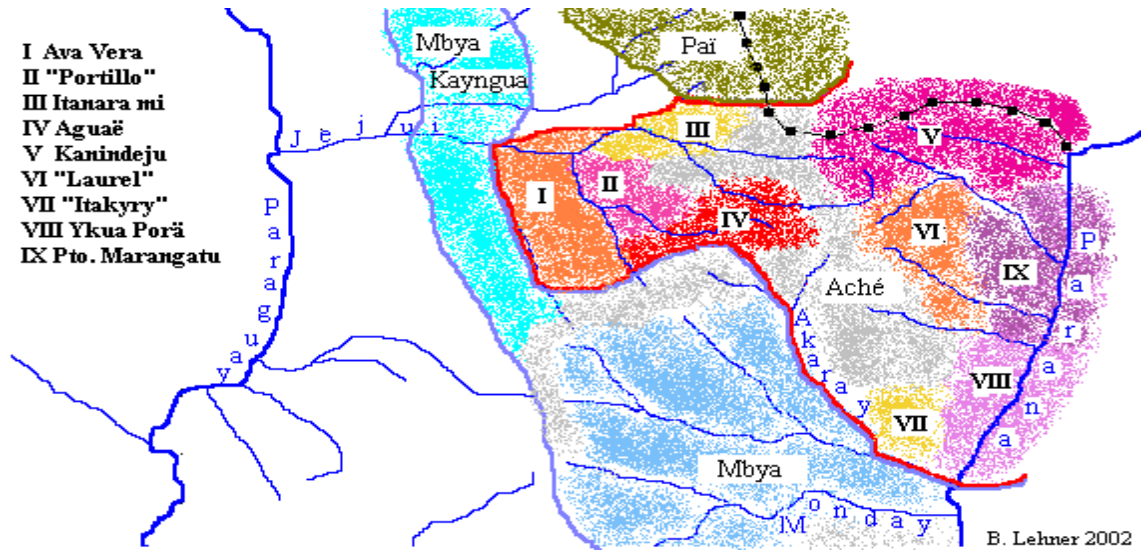 I Ava Vera
II "Portillo"
III Itanara mi
IV Aguaë
V Kanindeju
VI "Laurel"
VII "Itakyry"
VIII Ykua Porä
IX Pto. Marangatu
Mbya
Kayngua
Paï
Jejui
Paraguay
I
II
III
IV
V
VI
IX
Aché
Akaray
Parana
VIII
VII
Mbya
Monday
B. Lehner 2002